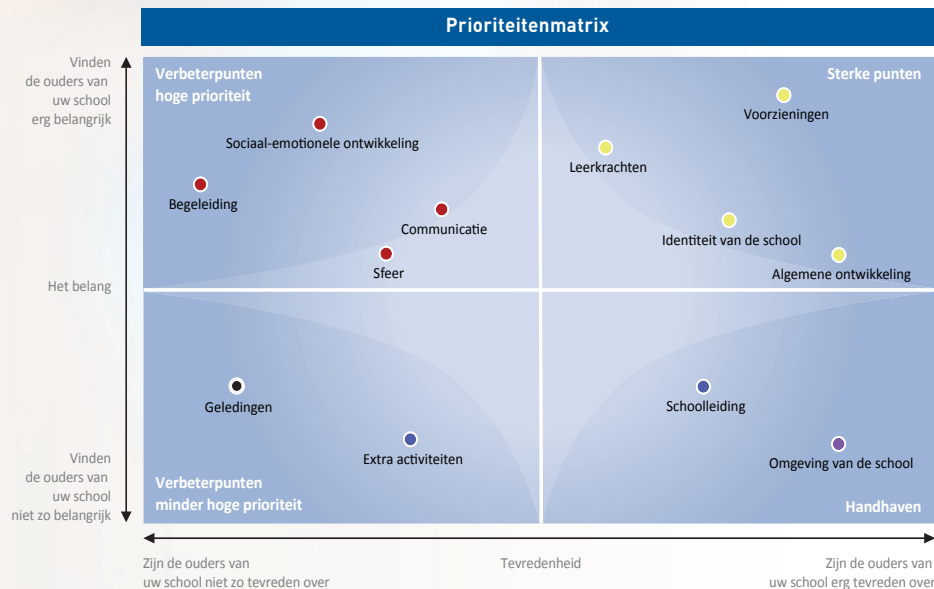 Prioriteitenmatrix
Vinden
de ouders van
uw school
erg belangrijk
Verbeterpunten
hoge prioriteit
Sterke punten
Voorzieningen
Sociaal-emotionele ontwikkeling
Leerkrachten
Begeleiding
Communicatie
Identiteit van de school
Sfeer
Algemene ontwikkeling
Het belang
Geledingen
Schoolleiding
Extra activiteiten
Omgeving van de school
Vinden
de ouders van
uw school
niet zo belangrijk
Verbeterpunten
minder hoge prioriteit
Handhaven
Zijn de ouders van
uw school niet zo tevreden over
Tevredenheid
Zijn de ouders van
uw school erg tevreden over